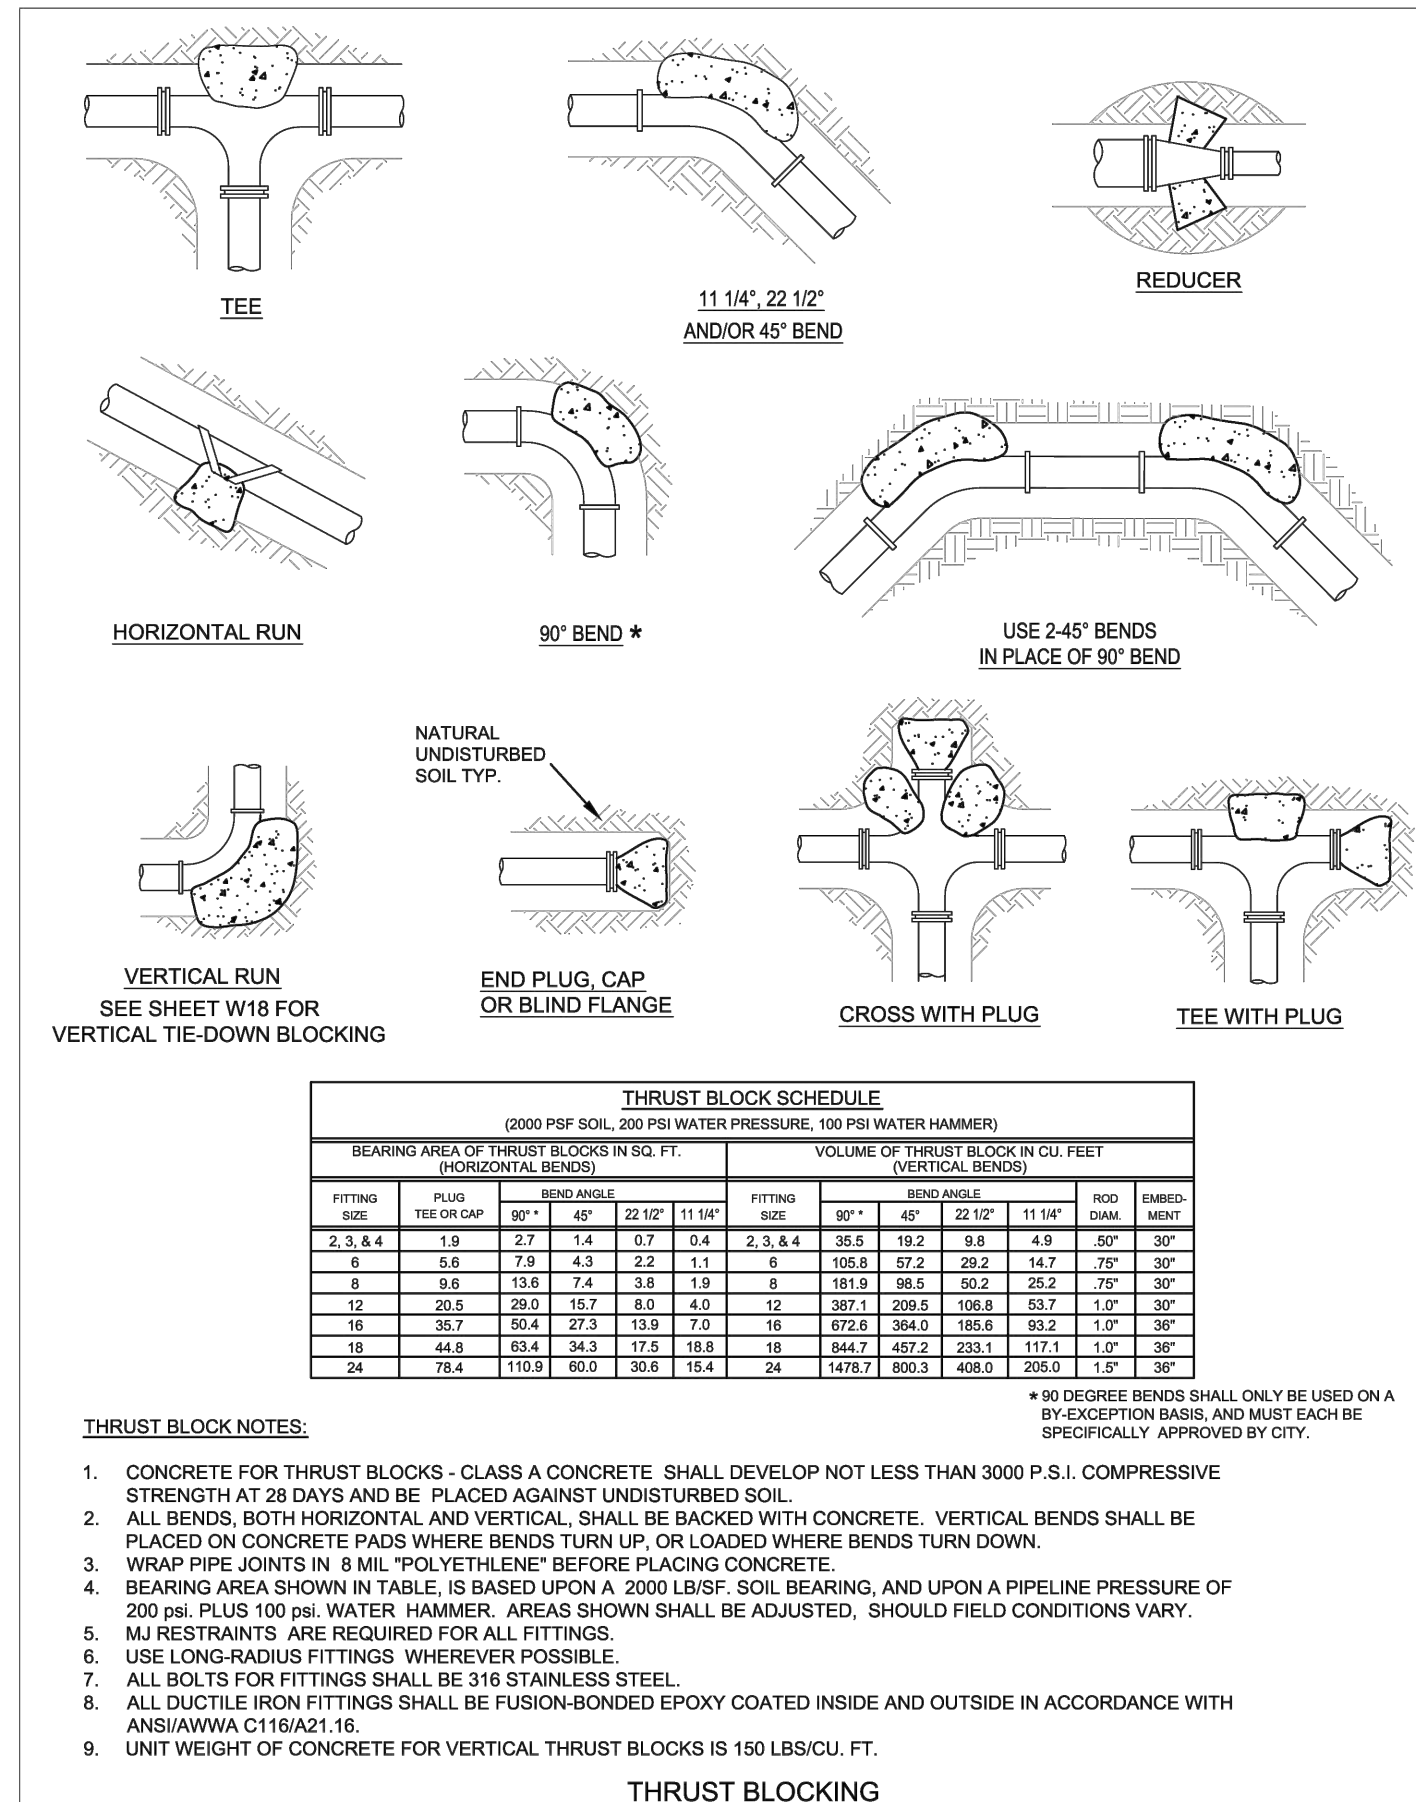 TEE
11 1/4°, 22 1/2°
AND/OR 45° BEND
REDUCER
HORIZONTAL RUN
90° BEND *
USE 2-45° BENDS
IN PLACE OF 90° BEND
NATURAL
UNDISTURBED
SOIL TYP.
VERTICAL RUN
SEE SHEET W18 FOR
VERTICAL TIE-DOWN BLOCKING
END PLUG, CAP
OR BLIND FLANGE
CROSS WITH PLUG
TEE WITH PLUG
THRUST BLOCK SCHEDULE
(2000 PSF SOIL, 200 PSI WATER PRESSURE, 100 PSI WATER HAMMER)
BEARING AREA OF THRUST BLOCKS IN SQ. FT. VOLUME OF THRUST BLOCK IN CU. FEET
(HORIZONTAL BENDS) (VERTICAL BENDS)
FITTING PLUG BEND ANGLE FITTING BEND ANGLE ROD EMBED-
SIZE TEE OR CAP 90° * 45° 22 1/2° 11 1/4° SIZE 90° * 45° 22 1/2° 11 1/4° DIAM. MENT
2, 3, & 4 1.9 2.7 1.4 0.7 0.4 2, 3, & 4 35.5 19.2 9.8 4.9 .50" 30"
6 5.6 7.9 4.3 2.2 1.1 6 105.8 57.2 29.2 14.7 .75" 30"
8 9.6 13.6 7.4 3.8 1.9 8 181.9 98.5 50.2 25.2 .75" 30"
12 20.5 29.0 15.7 8.0 4.0 12 387.1 209.5 106.8 53.7 1.0" 30"
16 35.7 50.4 27.3 13.9 7.0 16 672.6 364.0 185.6 93.2 1.0" 36"
18 44.8 63.4 34.3 17.5 18.8 18 844.7 457.2 233.1 117.1 1.0" 36"
24 78.4 110.9 60.0 30.6 15.4 24 1478.7 800.3 408.0 205.0 1.5" 36"
* 90 DEGREE BENDS SHALL ONLY BE USED ON A
BY-EXCEPTION BASIS, AND MUST EACH BE
SPECIFICALLY APPROVED BY CITY.
THRUST BLOCK NOTES:
1. CONCRETE FOR THRUST BLOCKS - CLASS A CONCRETE SHALL DEVELOP NOT LESS THAN 3000 P.S.I. COMPRESSIVE
STRENGTH AT 28 DAYS AND BE PLACED AGAINST UNDISTURBED SOIL.
2. ALL BENDS, BOTH HORIZONTAL AND VERTICAL, SHALL BE BACKED WITH CONCRETE. VERTICAL BENDS SHALL BE
PLACED ON CONCRETE PADS WHERE BENDS TURN UP, OR LOADED WHERE BENDS TURN DOWN.
3. WRAP PIPE JOINTS IN 8 MIL "POLYETHLENE" BEFORE PLACING CONCRETE.
4. BEARING AREA SHOWN IN TABLE, IS BASED UPON A 2000 LB/SF. SOIL BEARING, AND UPON A PIPELINE PRESSURE OF
200 psi. PLUS 100 psi. WATER HAMMER. AREAS SHOWN SHALL BE ADJUSTED, SHOULD FIELD CONDITIONS VARY.
5. MJ RESTRAINTS ARE REQUIRED FOR ALL FITTINGS.
6. USE LONG-RADIUS FITTINGS WHEREVER POSSIBLE.
7. ALL BOLTS FOR FITTINGS SHALL BE 316 STAINLESS STEEL.
8. ALL DUCTILE IRON FITTINGS SHALL BE FUSION-BONDED EPOXY COATED INSIDE AND OUTSIDE IN ACCORDANCE WITH
ANSI/AWWA C116/A21.16.
9. UNIT WEIGHT OF CONCRETE FOR VERTICAL THRUST BLOCKS IS 150 LBS/CU. FT.
THRUST BLOCKING